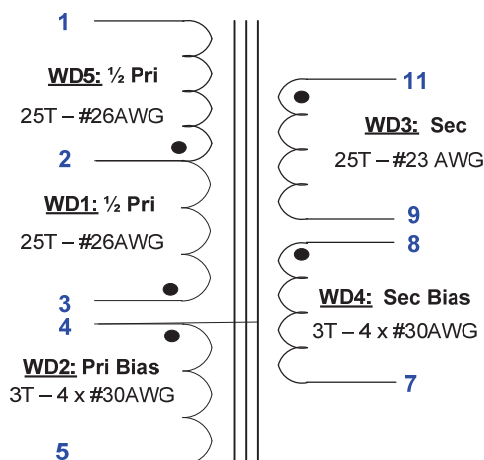 1
WD5: ½ Pri
25T – #26AWG
2
WD1: ½ Pri
25T – #26AWG
3
4
WD2: Pri Bias
3T – 4 x #30AWG
5
11
WD3: Sec
25T – #23 AWG
9
8
WD4: Sec Bias
3T – 4 x #30AWG
7